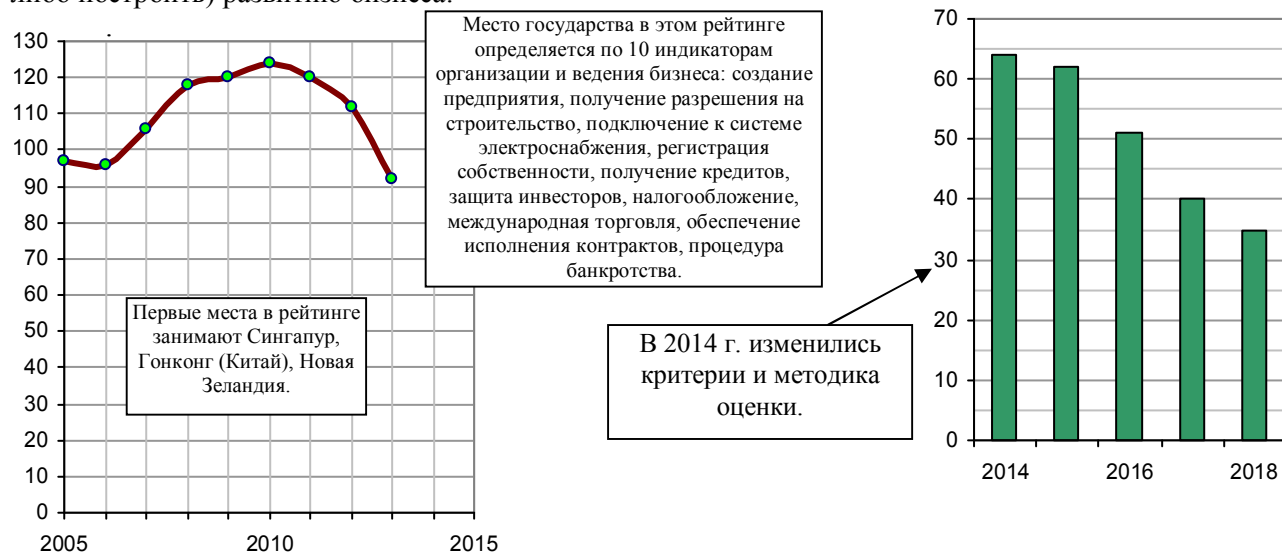 либо построить) развитию бизнеса.
130
120
110
100
90
80
70
60
50
40
30
20
10
0
2005
2010
2015
Первые места в рейтинге
занимают Сингапур,
Гонконг (Китай), Новая
Зеландия.
Место государства в этом рейтинге
определяется по 10 индикаторам
организации и ведения бизнеса: создание
предприятия, получение разрешения на
строительство, подключение к системе
электроснабжения, регистрация
собственности, получение кредитов,
защита инвесторов, налогообложение,
международная торговля, обеспечение
исполнения контрактов, процедура
банкротства.
В 2014 г. изменились
критерии и методика
оценки.
70
60
50
40
30
20
10
0
2014
2016
2018